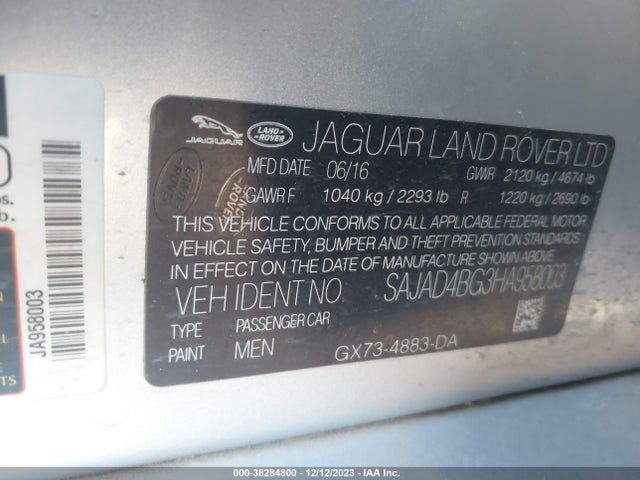 JAGUAR LAND-ROVER JAGUAR LAND ROVER LTD
MFD DATE 06/16 GVWR 2120 kg / 4674 lb
GAWR F 1040 kg / 2293 lb R 1220 kg / 2690 lb
THIS VEHICLE CONFORMS TO ALL APPLICABLE FEDERAL MOTOR
VEHICLE SAFETY, BUMPER AND THEFT PREVENTION STANDARDS
IN EFFECT ON THE DATE OF MANUFACTURE SHOWN ABOVE
VEH IDENT NO. SAJAD4BG3HA958003
TYPE PASSENGER CAR
PAINT MEN GX73-4883-DA
JA958003
000-38284800 - 12/12/2023 - IAA Inc.